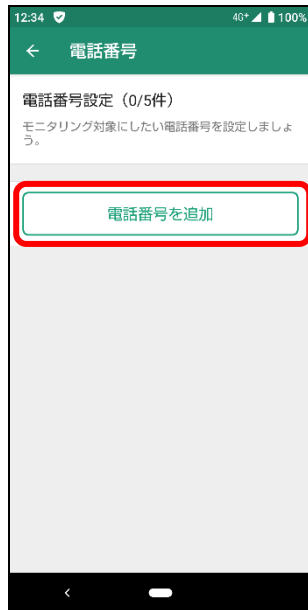 12:34 4G+ 100%
電話番号
電話番号設定（0/5件）
モニタリング対象にしたい電話番号を設定しましょ
う。
電話番号を追加